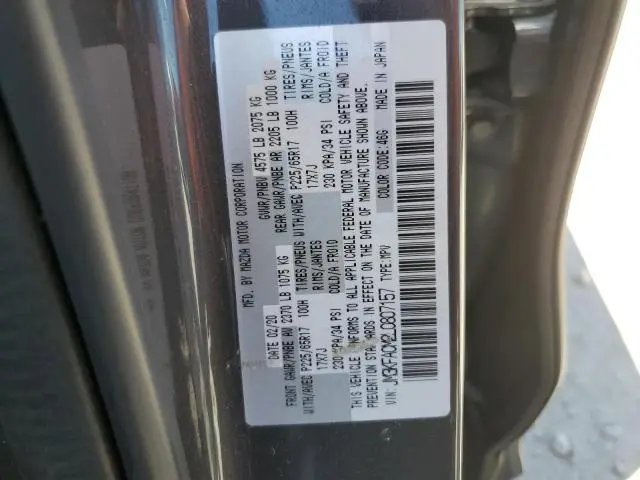 MFD. BY MAZDA MOTOR CORPORATION
DATE 02/20 GVWR/PNBV 4575 LB 2075 KG
FRONT GAWR/PNBE AV 2370 LB 1075 KG REAR GAWR/PNBE AR 2205 LB 1000 KG
WITH/AVEC P225/65R17 100H TIRES/PNEUS WITH/AVEC P225/65R17 100H TIRES/PNEUS
17X7J RIMS/JANTES 17X7J RIMS/JANTES
230 KPA/34 PSI COLD/A FROID 230 KPA/34 PSI COLD/A FROID
THIS VEHICLE INFORMS TO ALL APPLICABLE FEDERAL MOTOR VEHICLE SAFETY AND THEFT
PREVENTION STANDARDS IN EFFECT ON THE DATE OF MANUFACTURE SHOWN ABOVE.
VIN: JM3KFACM2L0807157 TYPE:MPV COLOR CODE:46G MADE IN JAPAN